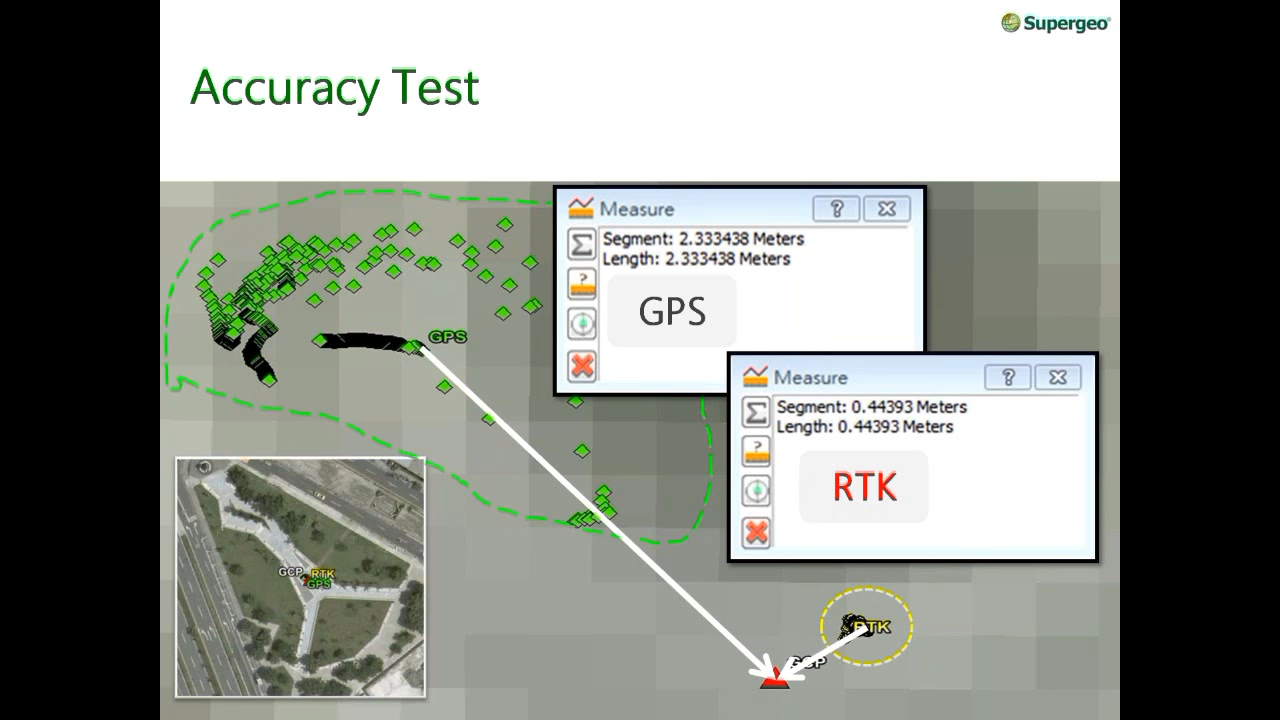 Supergeo
Accuracy Test
Measure
Segment: 2.333438 Meters
Length: 2.333438 Meters
GPS
GPS
Measure
Segment: 0.44393 Meters
Length: 0.44393 Meters
RTK
GCP RTK
GPS
RTK
GCP